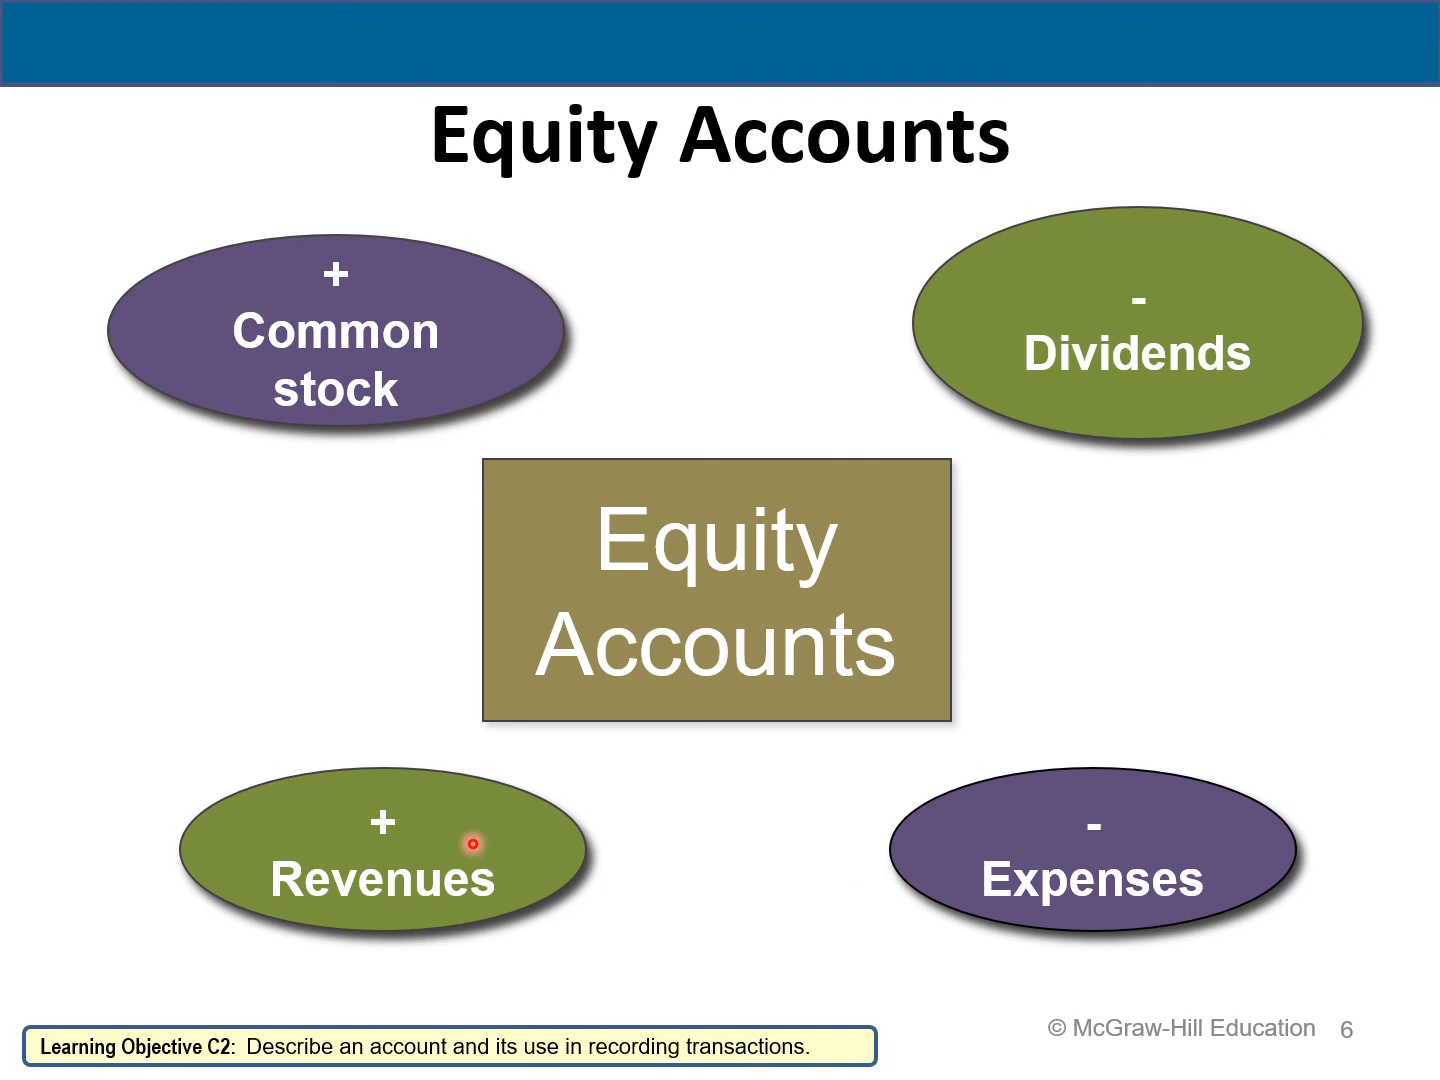 Equity Accounts
+
Common
stock
-
Dividends
Equity
Accounts
+
Revenues
-
Expenses
Learning Objective C2: Describe an account and its use in recording transactions.
© McGraw-Hill Education 6